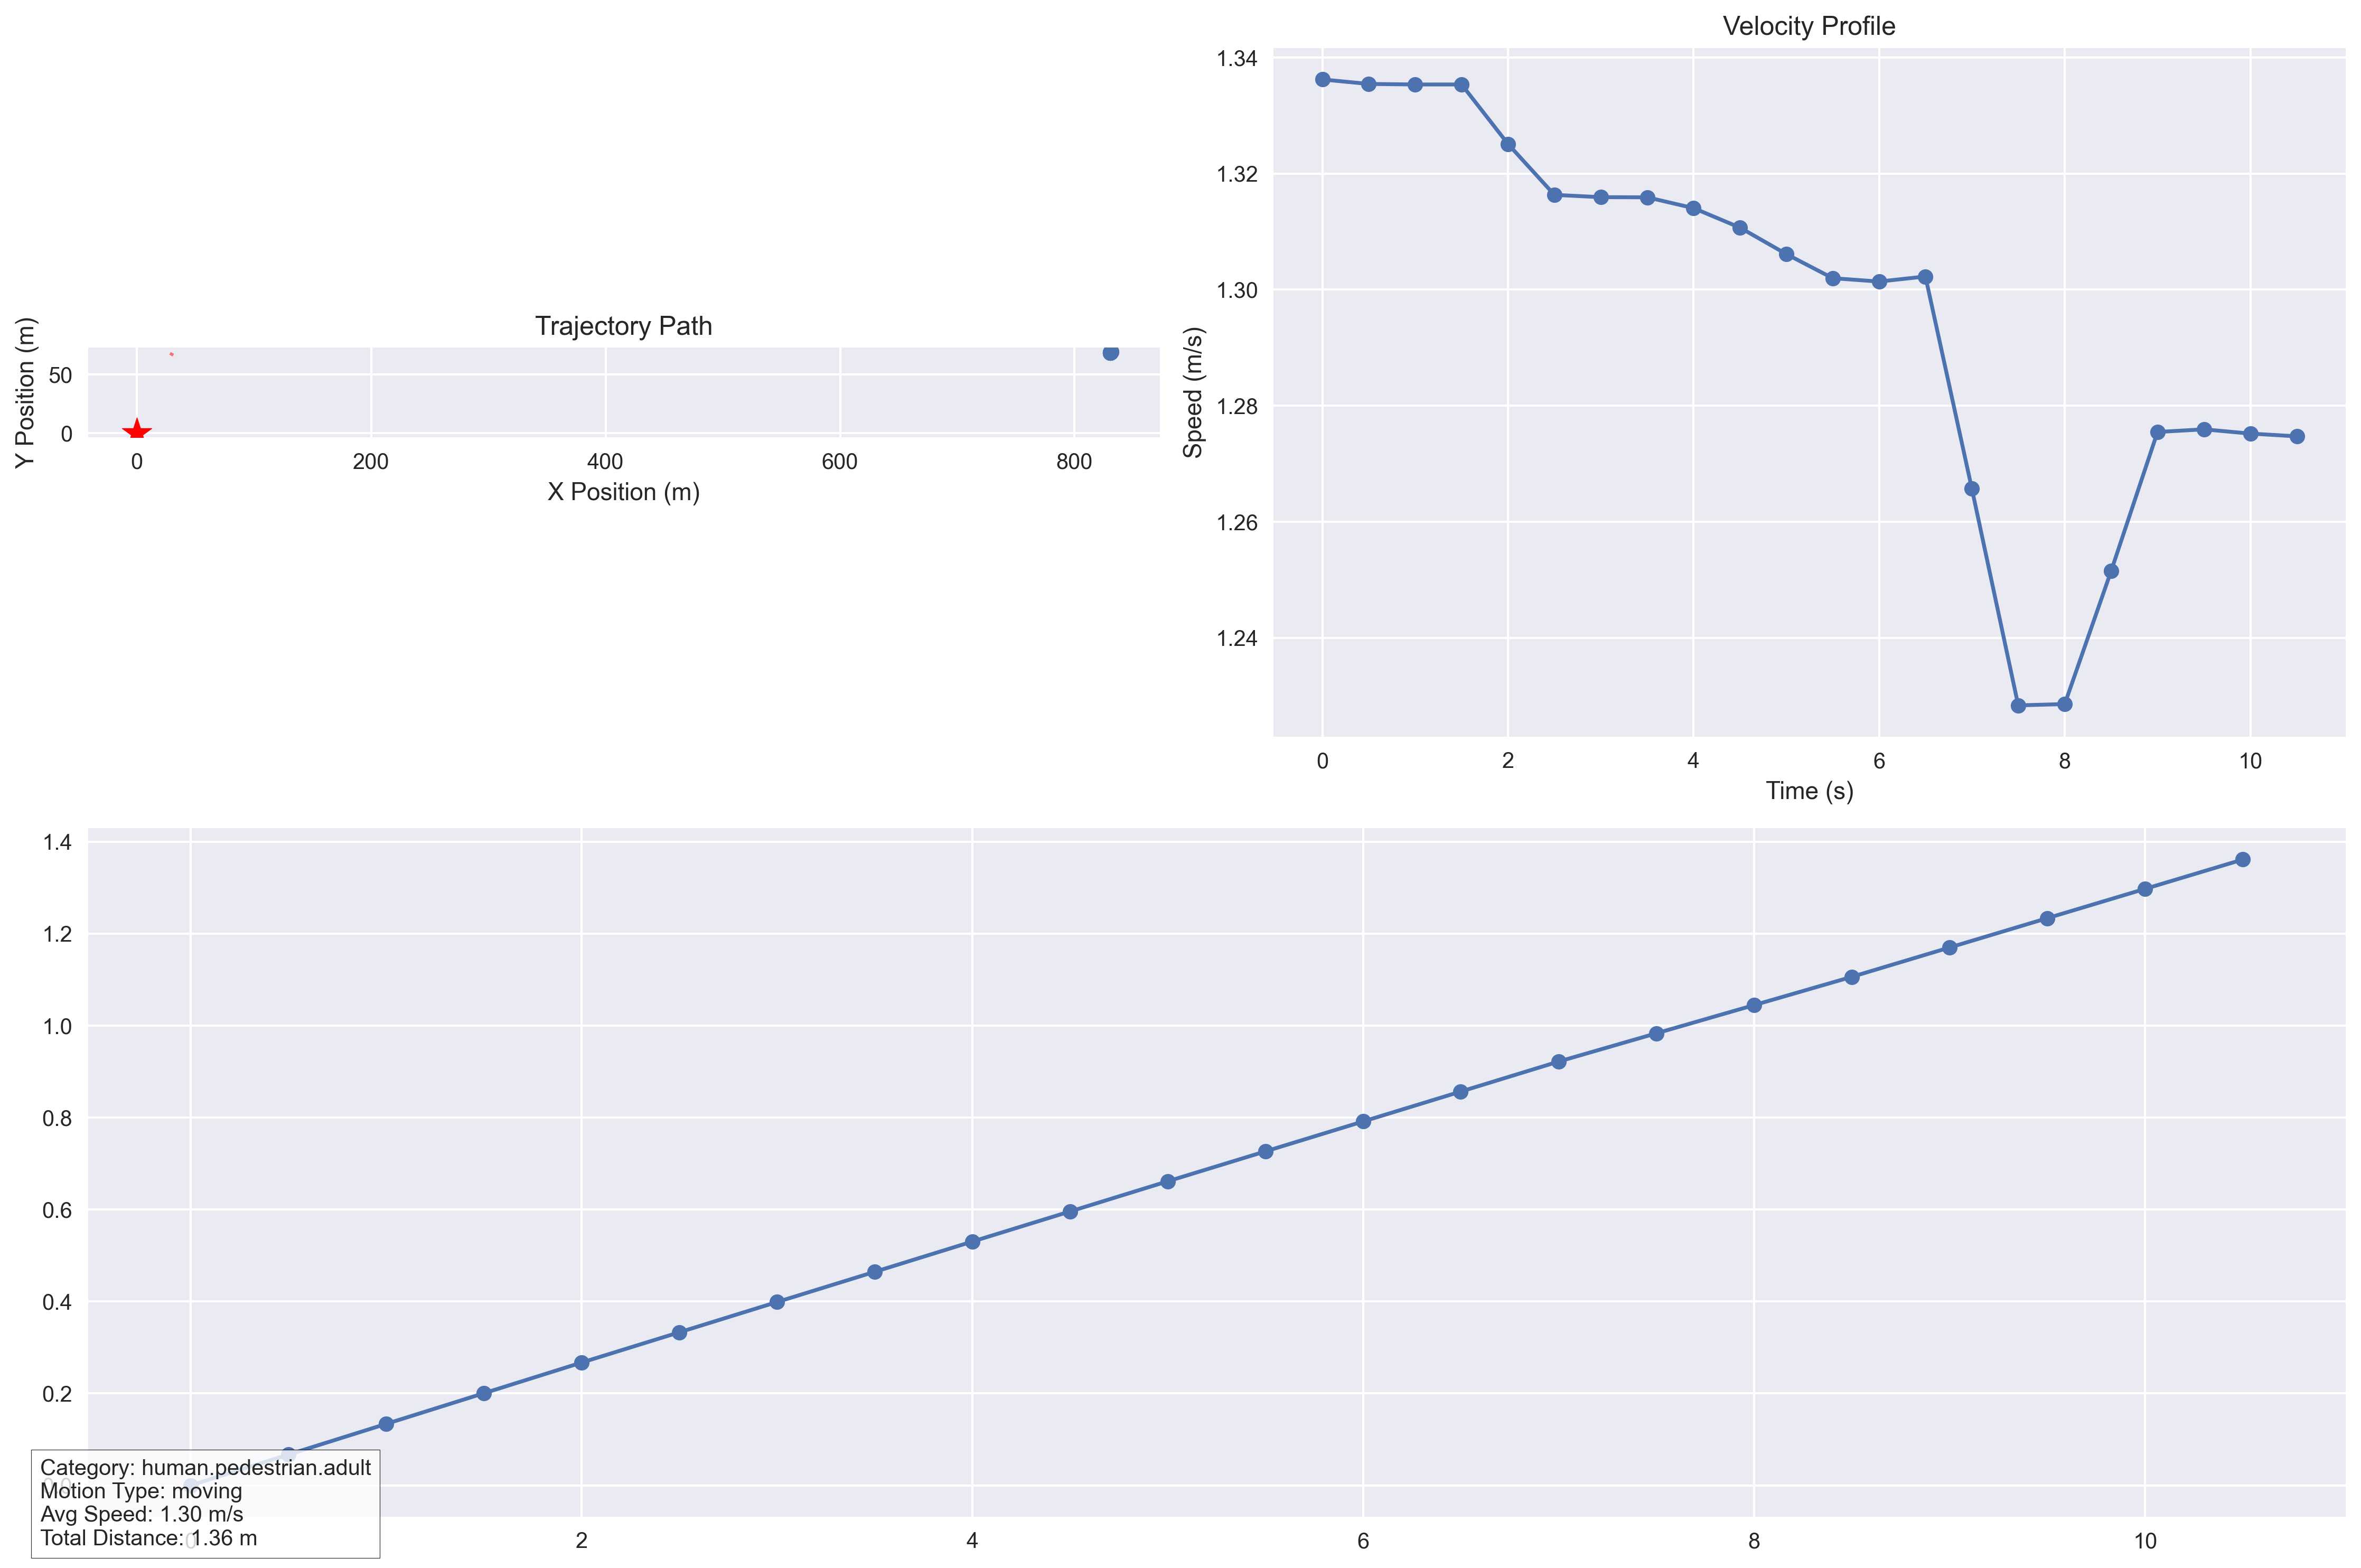 Trajectory Path
Y Position (m)
50
0
0 200 400 600 800
X Position (m)
Velocity Profile
Speed (m/s)
1.34
1.32
1.30
1.28
1.26
1.24
0 2 4 6 8 10
Time (s)
1.4
1.2
1.0
0.8
0.6
0.4
0.2
0.0
0 2 4 6 8 10
Category: human.pedestrian.adult
Motion Type: moving
Avg Speed: 1.30 m/s
Total Distance: 1.36 m